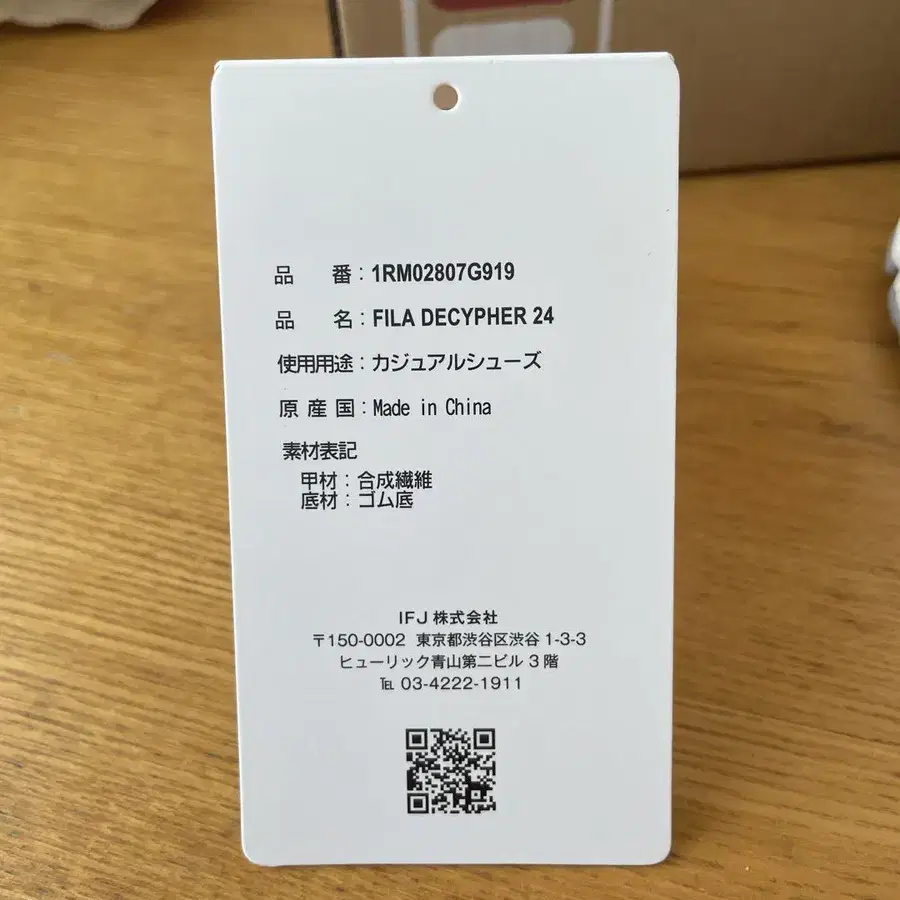 品 番：1RM02807G919
品 名：FILA DECYPHER 24
使用用途：カジュアルシューズ
原 産 国：Made in China
素材表記
甲材：合成繊維
底材：ゴム底
IFJ 株式会社
〒150-0002 東京都渋谷区渋谷 1-3-3
ヒューリック青山第二ビル 3 階
℡ 03-4222-1911